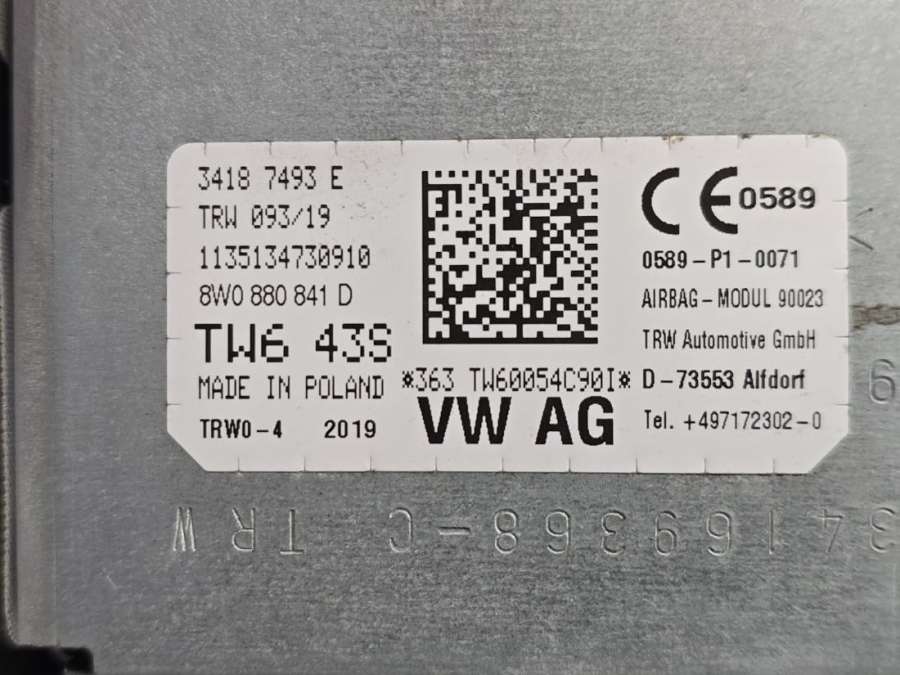 3418 7493 E
TRW 093/19
1135134730910
8W0 880 841 D
TW6 43S
MADE IN POLAND
TRW0-4 2019
*363 TW60054C90I*
VW AG
CE 0589
0589-P1-0071
AIRBAG-MODUL 90023
TRW Automotive GmbH
D-73553 Alfdorf
Tel. +497172302-0
34169368-C TRW